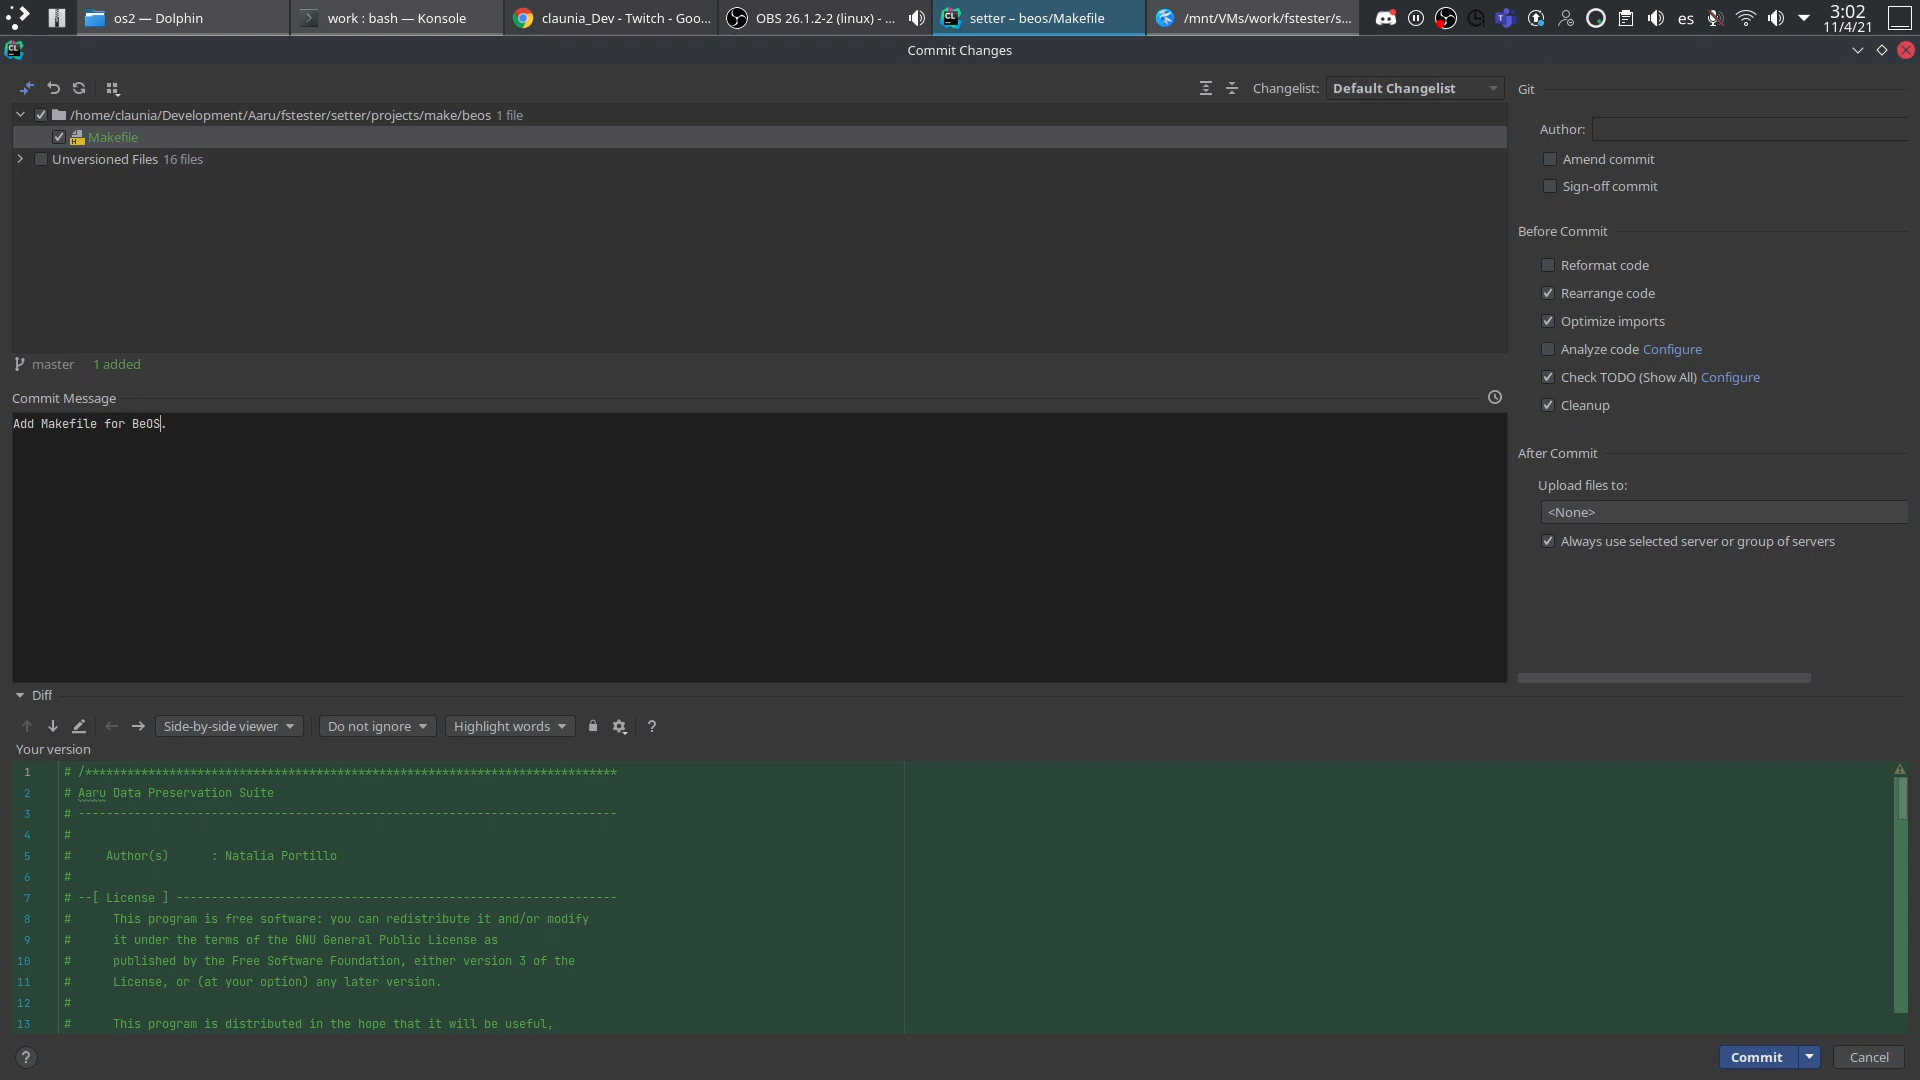 os2 — Dolphin
work : bash — Konsole
claunia_Dev - Twitch - Goo...
OBS 26.1.2-2 (linux) - ...
setter – beos/Makefile
/mnt/VMs/work/fstester/s...
es
3:02
11/4/21
Commit Changes
Changelist: Default Changelist
/home/claunia/Development/Aaru/fstester/setter/projects/make/beos 1 file
Makefile
Unversioned Files 16 files
master 1 added
Commit Message
Add Makefile for BeOS.
Git
Author:
Amend commit
Sign-off commit
Before Commit
Reformat code
Rearrange code
Optimize imports
Analyze code Configure
Check TODO (Show All) Configure
Cleanup
After Commit
Upload files to:
<None>
Always use selected server or group of servers
Diff
Side-by-side viewer Do not ignore Highlight words ?
Your version
1 # /****************************************************************************
2 # Aaru Data Preservation Suite
3 # -----------------------------------------------------------------------------
4 #
5 # Author(s) : Natalia Portillo
6 #
7 # --[ License ] ---------------------------------------------------------------
8 # This program is free software: you can redistribute it and/or modify
9 # it under the terms of the GNU General Public License as
10 # published by the Free Software Foundation, either version 3 of the
11 # License, or (at your option) any later version.
12 #
13 # This program is distributed in the hope that it will be useful,
?
Commit
Cancel